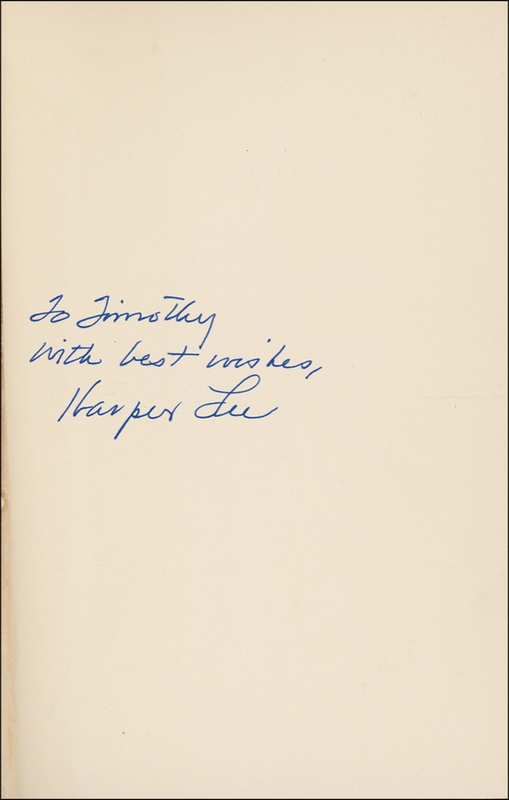 To Timothy
with best wishes,
Harper Lee